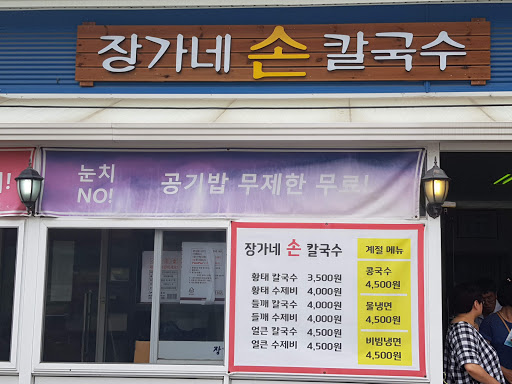 장가네 손 칼국수
눈치
NO!
공기밥 무제한 무료!
장가네 손 칼국수
황태 칼국수 3,500원
황태 수제비 4,000원
들깨 칼국수 4,000원
들깨 수제비 4,000원
얼큰 칼국수 4,500원
얼큰 수제비 4,500원
계절 메뉴
콩국수
4,500원
물냉면
4,500원
비빔냉면
4,500원